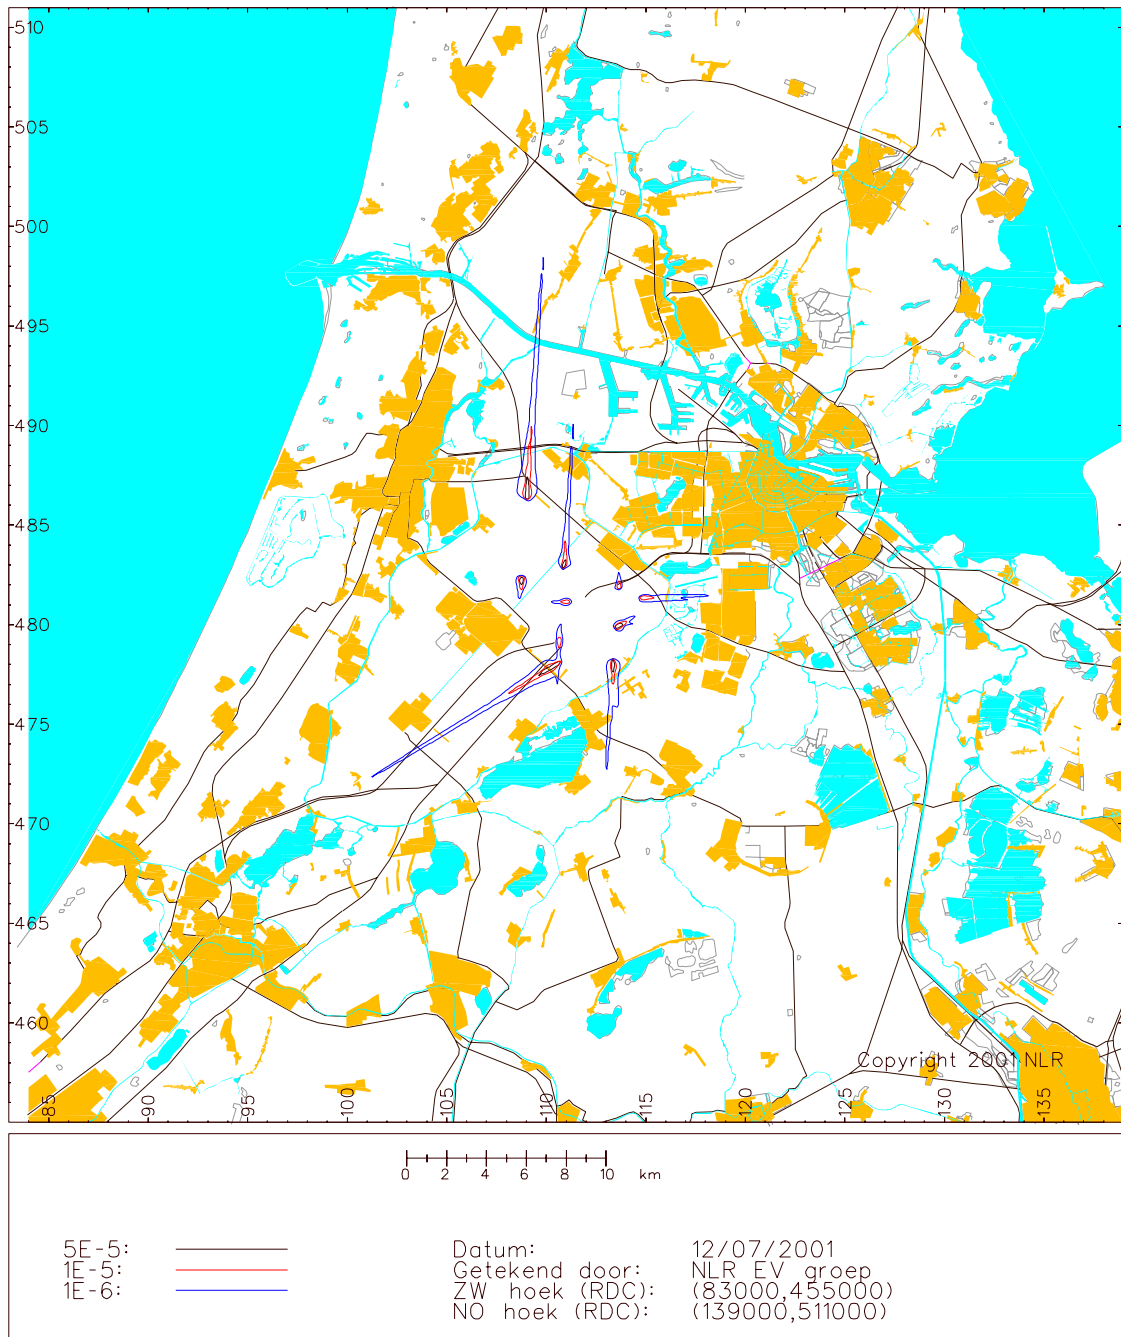 510
505
500
495
490
485
480
475
470
465
460
Copyright 2001 NLR
85
90
95
100
105
110
115
120
125
130
135
0 2 4 6 8 10 km
5E-5:
1E-5:
1E-6:
Datum: 12/07/2001
Getekend door: NLR EV groep
ZW hoek (RDC): (83000,455000)
NO hoek (RDC): (139000,511000)